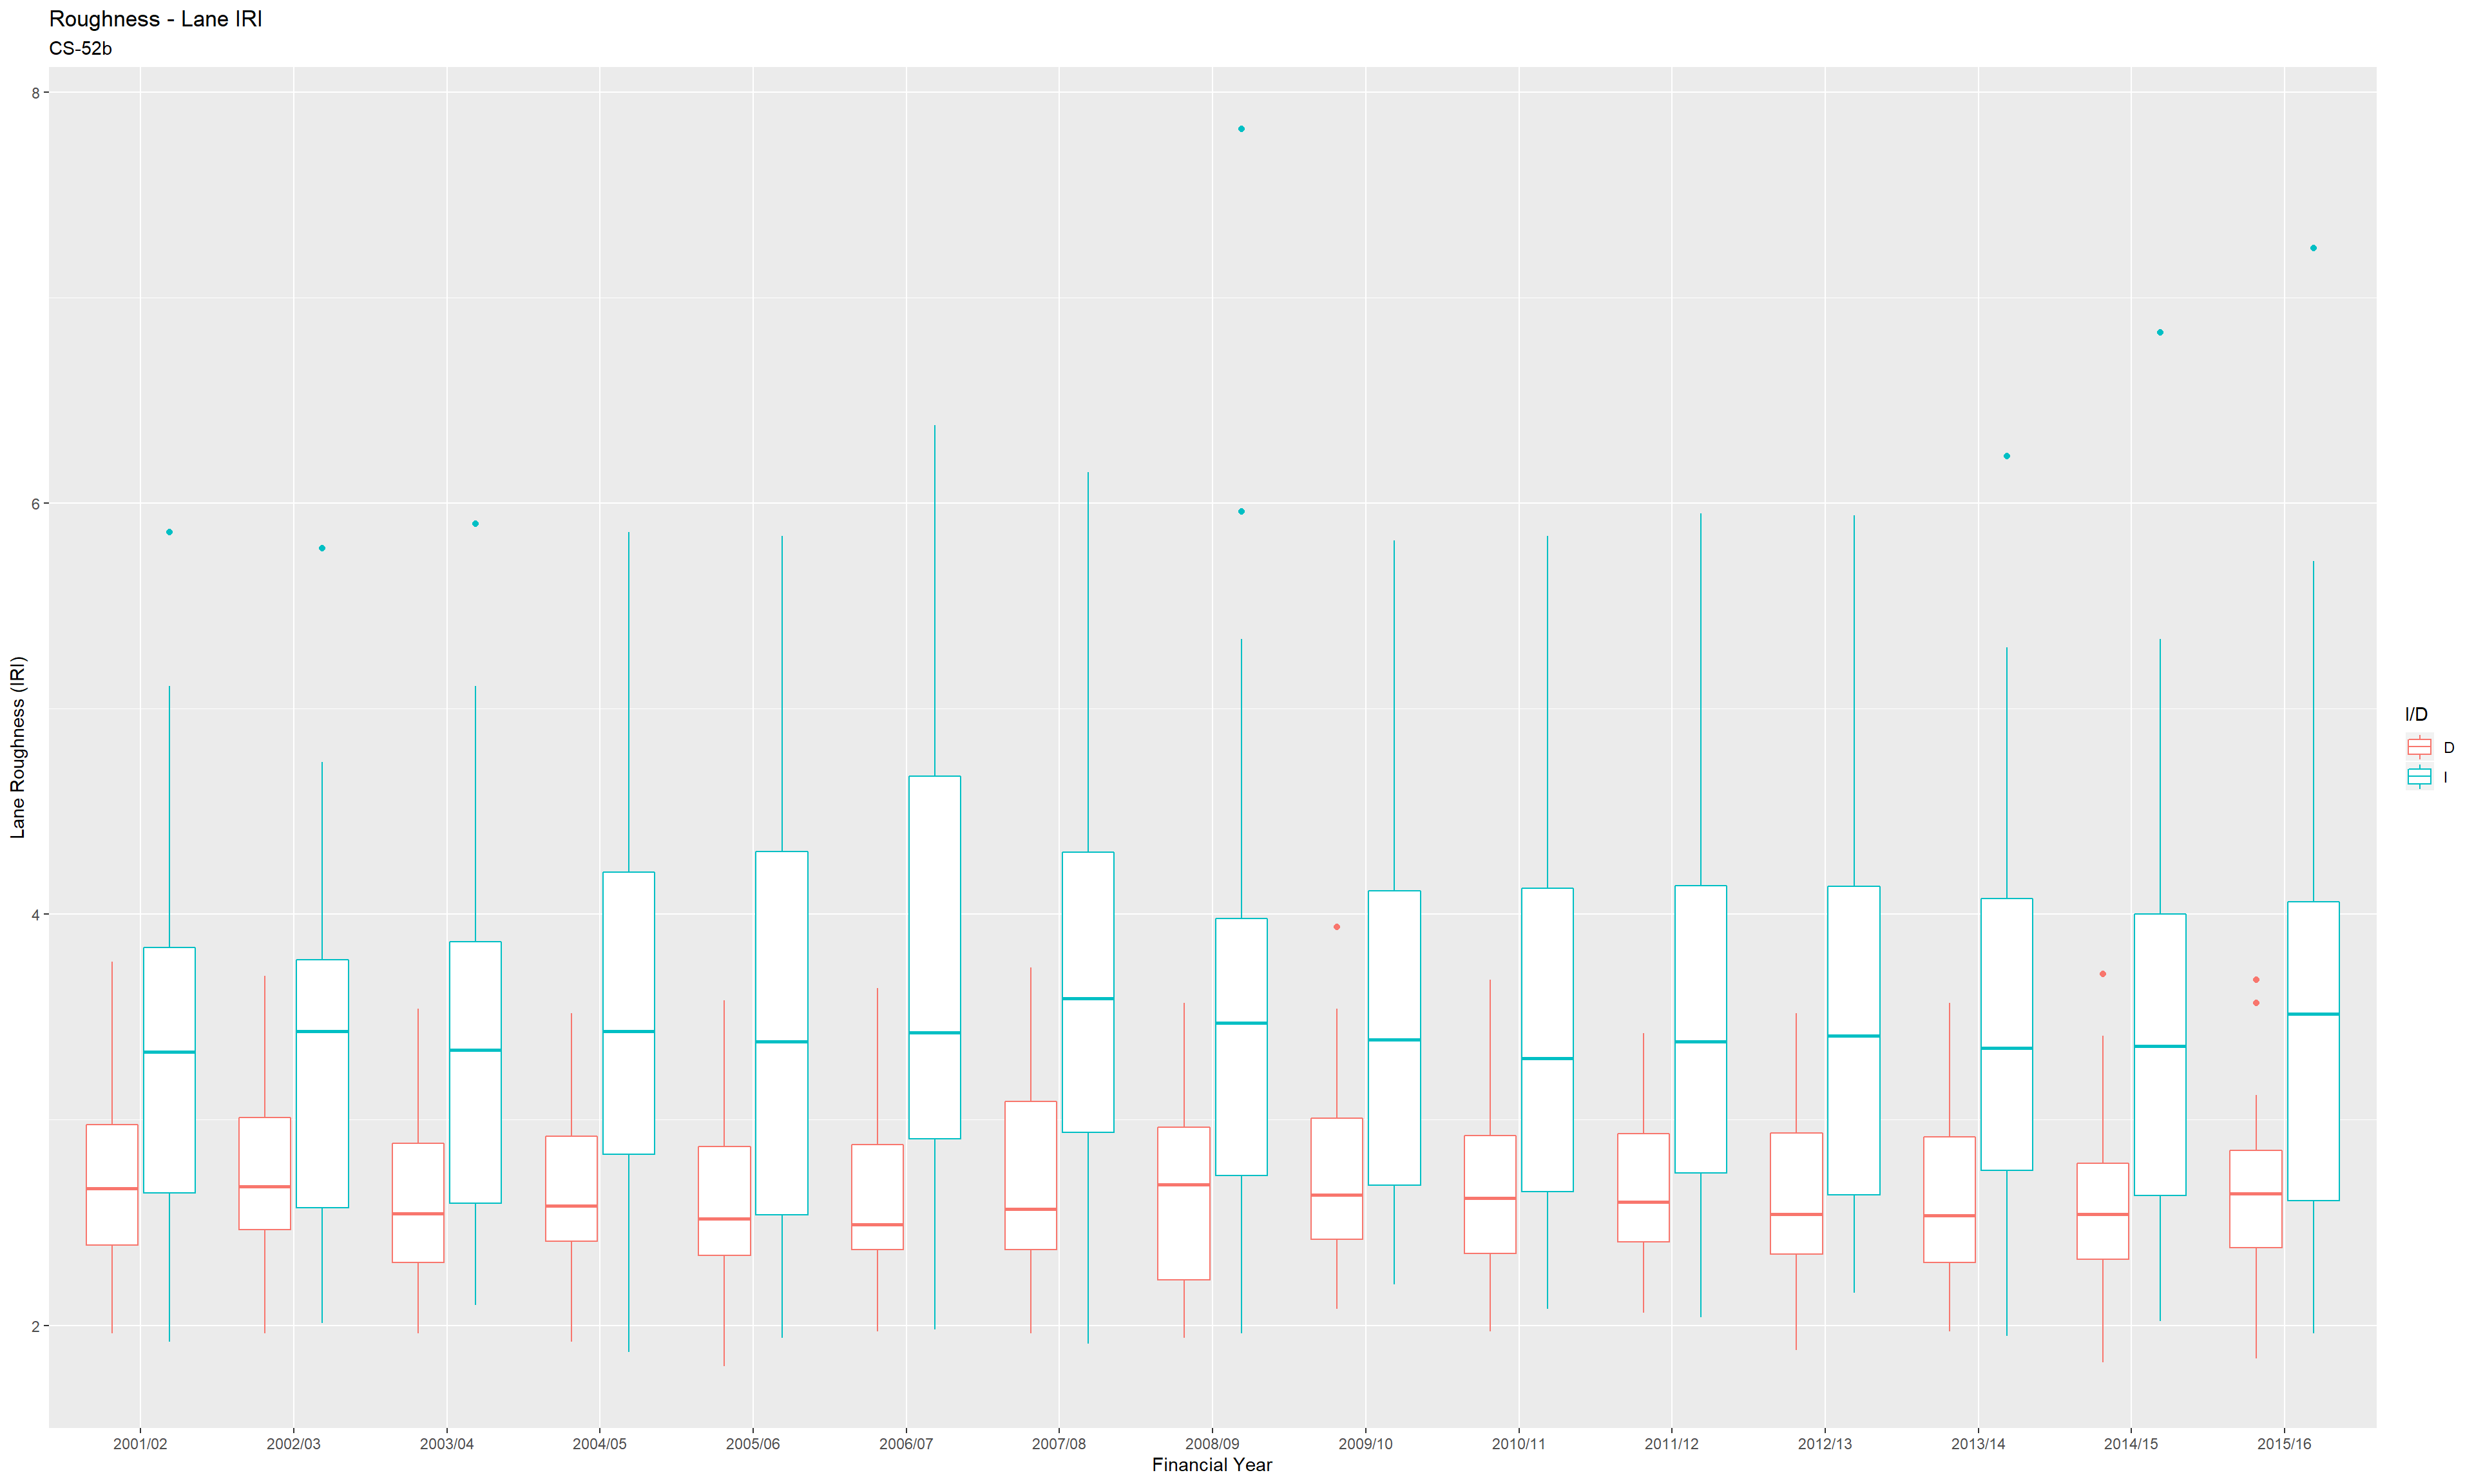 Roughness - Lane IRI
CS-52b
8
6
4
2
Lane Roughness (IRI)
2001/02
2002/03
2003/04
2004/05
2005/06
2006/07
2007/08
2008/09
2009/10
2010/11
2011/12
2012/13
2013/14
2014/15
2015/16
Financial Year
I/D
D
I